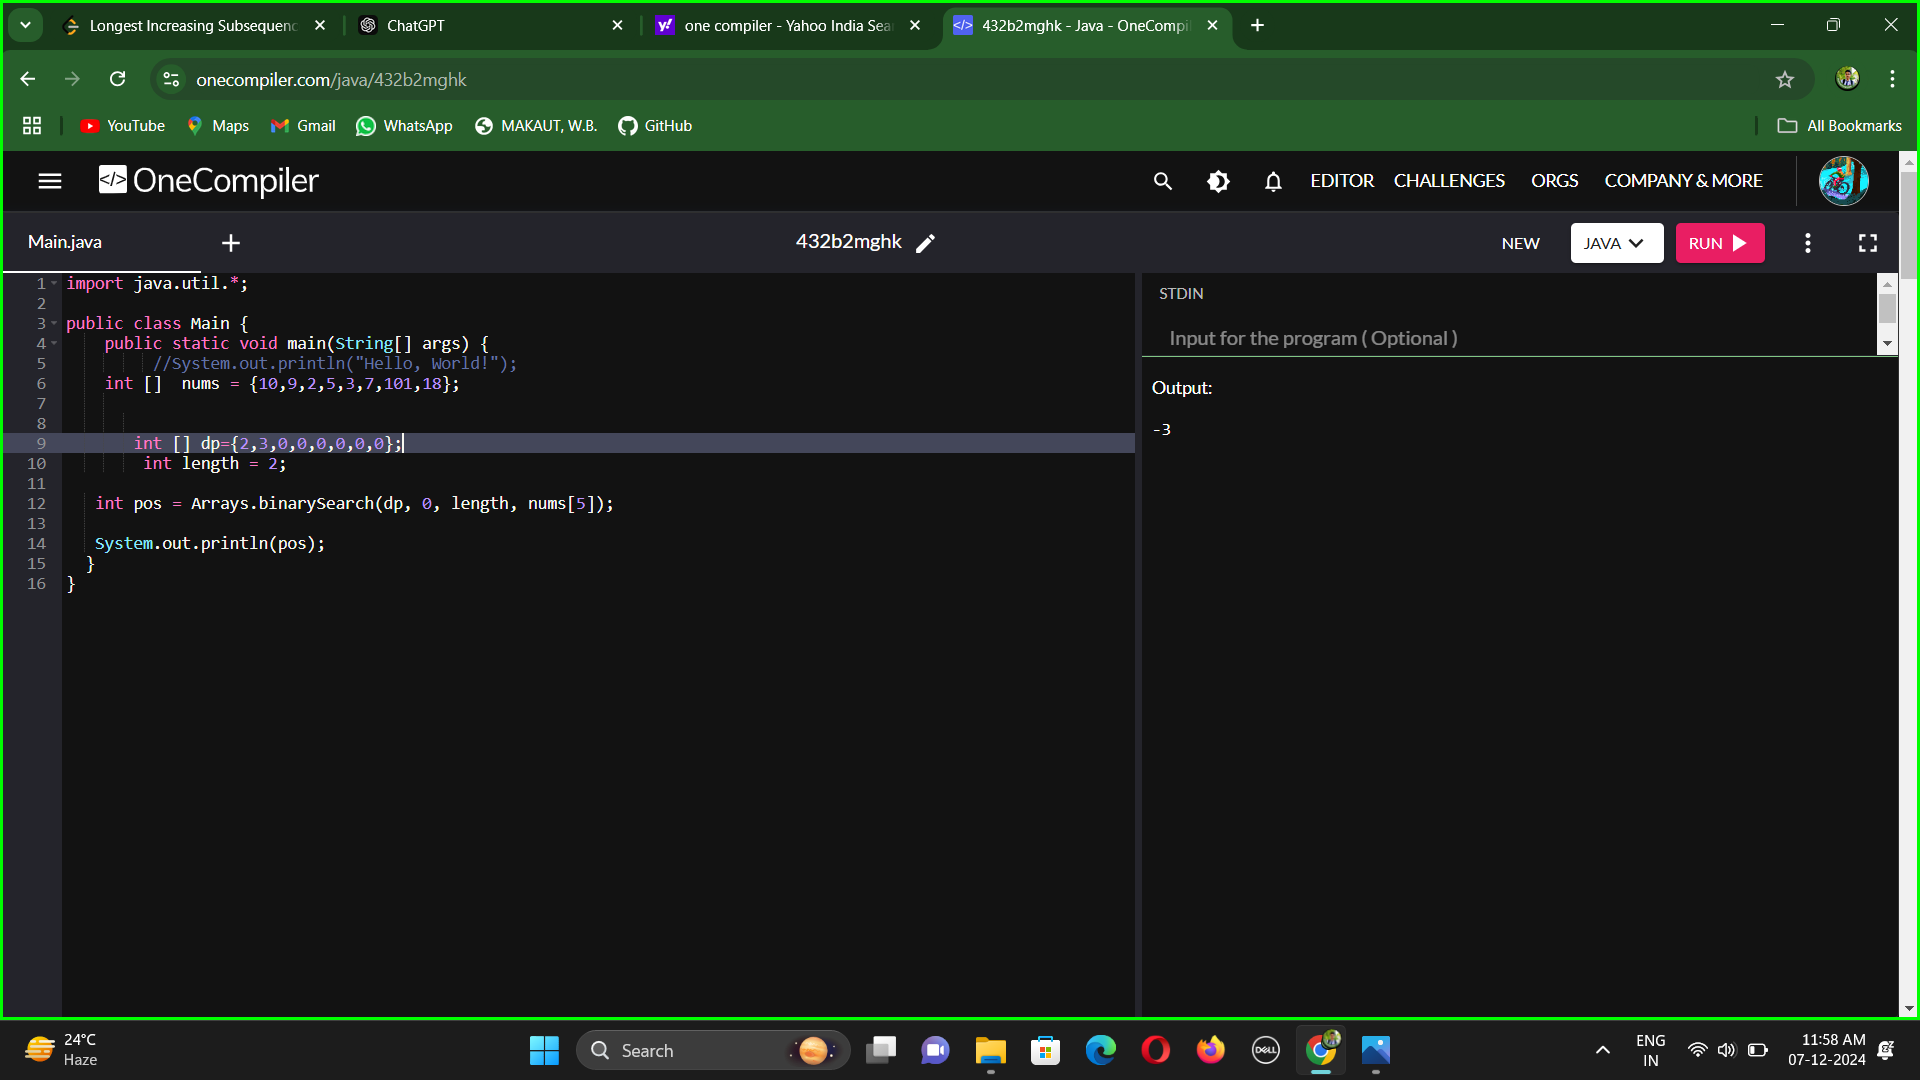 Longest Increasing Subsequenc
ChatGPT
one compiler - Yahoo India Sea
432b2mghk - Java - OneCompil
onecompiler.com/java/432b2mghk
YouTube Maps Gmail WhatsApp MAKAUT, W.B. GitHub All Bookmarks
</> OneCompiler EDITOR CHALLENGES ORGS COMPANY & MORE
Main.java + 432b2mghk NEW JAVA RUN
1 import java.util.*;
2
3 public class Main {
4 public static void main(String[] args) {
5 //System.out.println("Hello, World!");
6 int [] nums = {10,9,2,5,3,7,101,18};
7
8
9 int [] dp={2,3,0,0,0,0,0,0};
10 int length = 2;
11
12 int pos = Arrays.binarySearch(dp, 0, length, nums[5]);
13
14 System.out.println(pos);
15 }
16 }
STDIN
Input for the program ( Optional )
Output:
-3
24°C
Haze
Search
DELL
ENG
IN
11:58 AM
07-12-2024